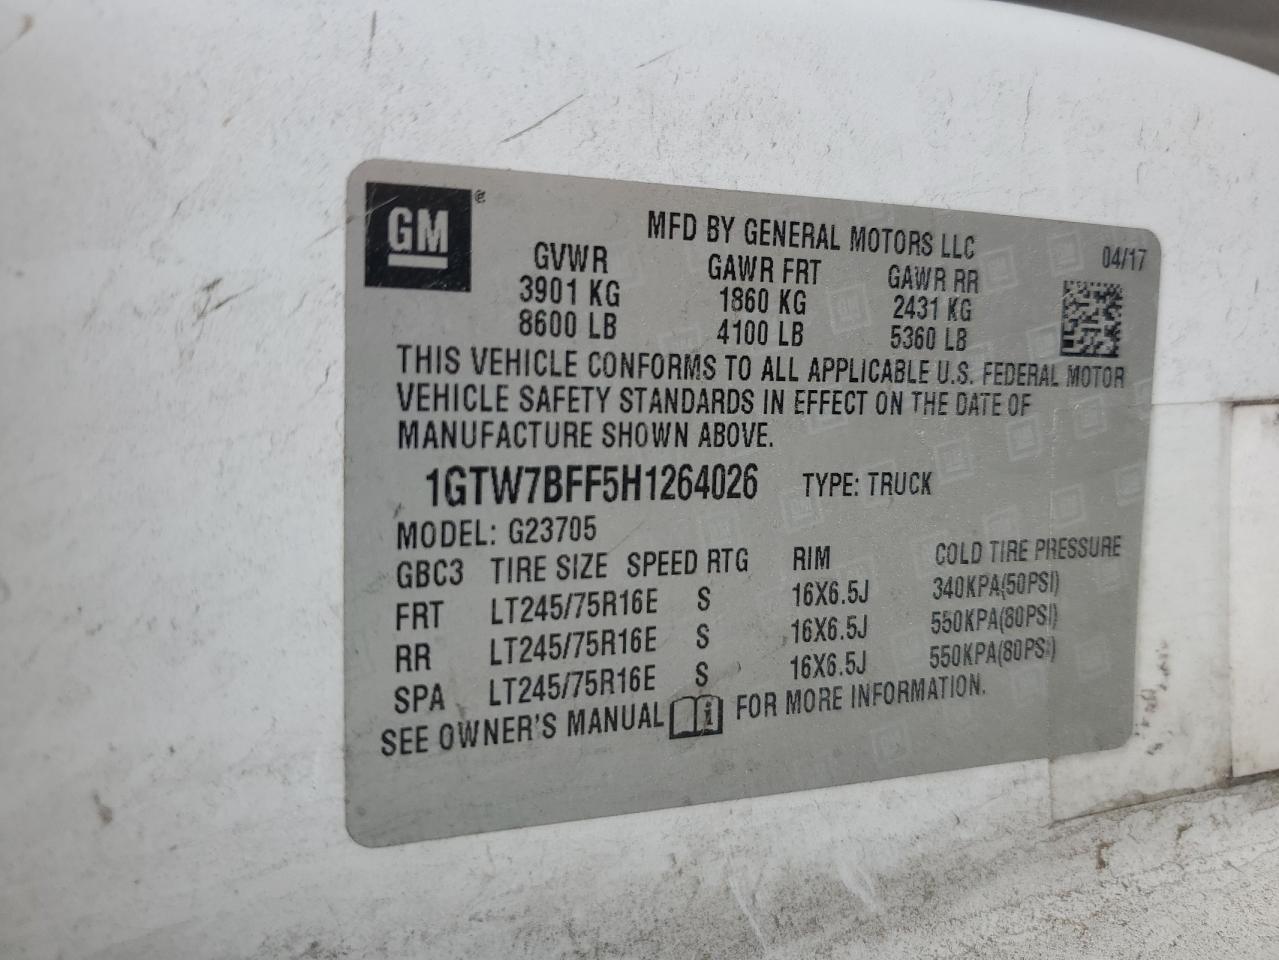 GM
MFD BY GENERAL MOTORS LLC
04/17
GVWR GAWR FRT GAWR RR
3901 KG 1860 KG 2431 KG
8600 LB 4100 LB 5360 LB
THIS VEHICLE CONFORMS TO ALL APPLICABLE U.S. FEDERAL MOTOR
VEHICLE SAFETY STANDARDS IN EFFECT ON THE DATE OF
MANUFACTURE SHOWN ABOVE.
1GTW7BFF5H1264026 TYPE: TRUCK
MODEL: G23705
GBC3 TIRE SIZE SPEED RTG RIM COLD TIRE PRESSURE
FRT LT245/75R16E S 16X6.5J 340KPA(50PSI)
RR LT245/75R16E S 16X6.5J 550KPA(80PSI)
SPA LT245/75R16E S 16X6.5J 550KPA(80PSI)
SEE OWNER'S MANUAL FOR MORE INFORMATION.